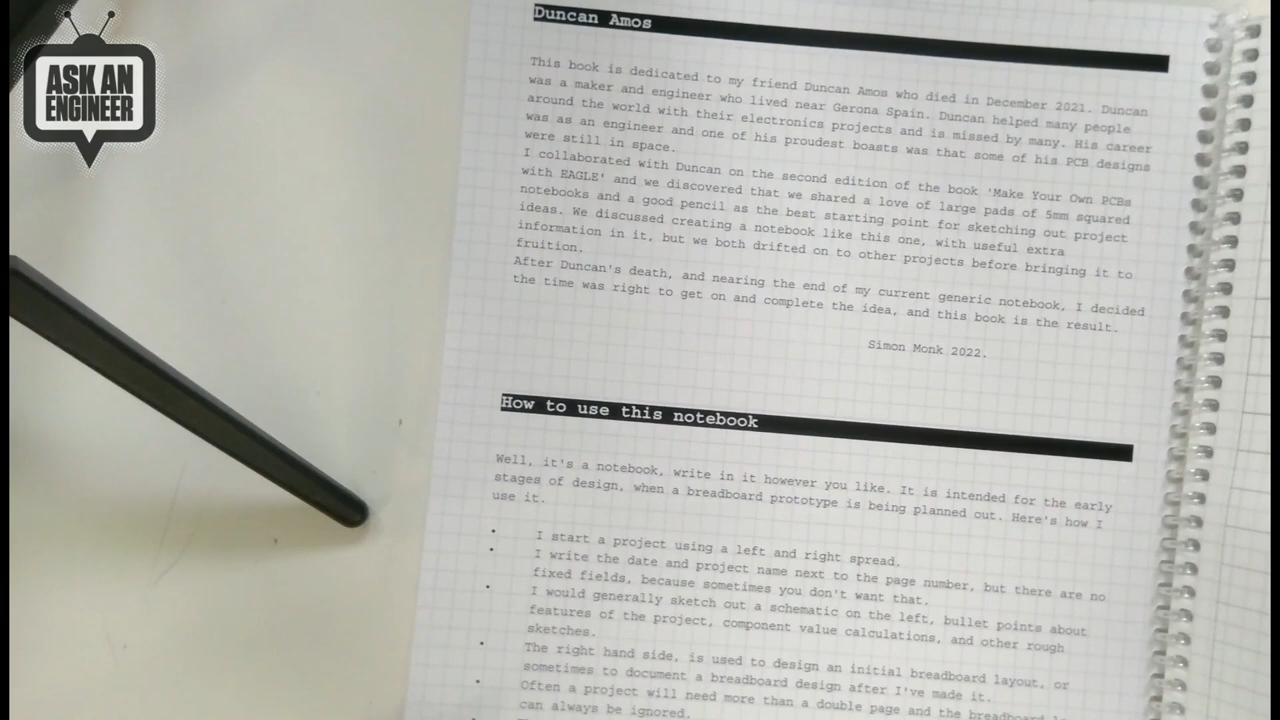 ASK AN
ENGINEER
Duncan Amos
This book is dedicated to my friend Duncan Amos who died in December 2021. Duncan
was a maker and engineer who lived near Gerona Spain. Duncan helped many people
around the world with their electronics projects and is missed by many. His career
was as an engineer and one of his proudest boasts was that some of his PCB designs
were still in space.
I collaborated with Duncan on the second edition of the book 'Make Your Own PCBs
with EAGLE' and we discovered that we shared a love of large pads of 5mm squared
notebooks and a good pencil as the best starting point for sketching out project
ideas. We discussed creating a notebook like this one, with useful extra
information in it, but we both drifted on to other projects before bringing it to
fruition.
After Duncan's death, and nearing the end of my current generic notebook, I decided
the time was right to get on and complete the idea, and this book is the result.
Simon Monk 2022.
How to use this notebook
Well, it's a notebook, write in it however you like. It is intended for the early
stages of design, when a breadboard prototype is being planned out. Here's how I
use it.
• I start a project using a left and right spread.
• I write the date and project name next to the page number, but there are no
fixed fields, because sometimes you don't want that.
• I would generally sketch out a schematic on the left, bullet points about
features of the project, component value calculations, and other rough
sketches.
• The right hand side, is used to design an initial breadboard layout, or
sometimes to document a breadboard design after I've made it.
• Often a project will need more than a double page and the breadboard
can always be ignored.